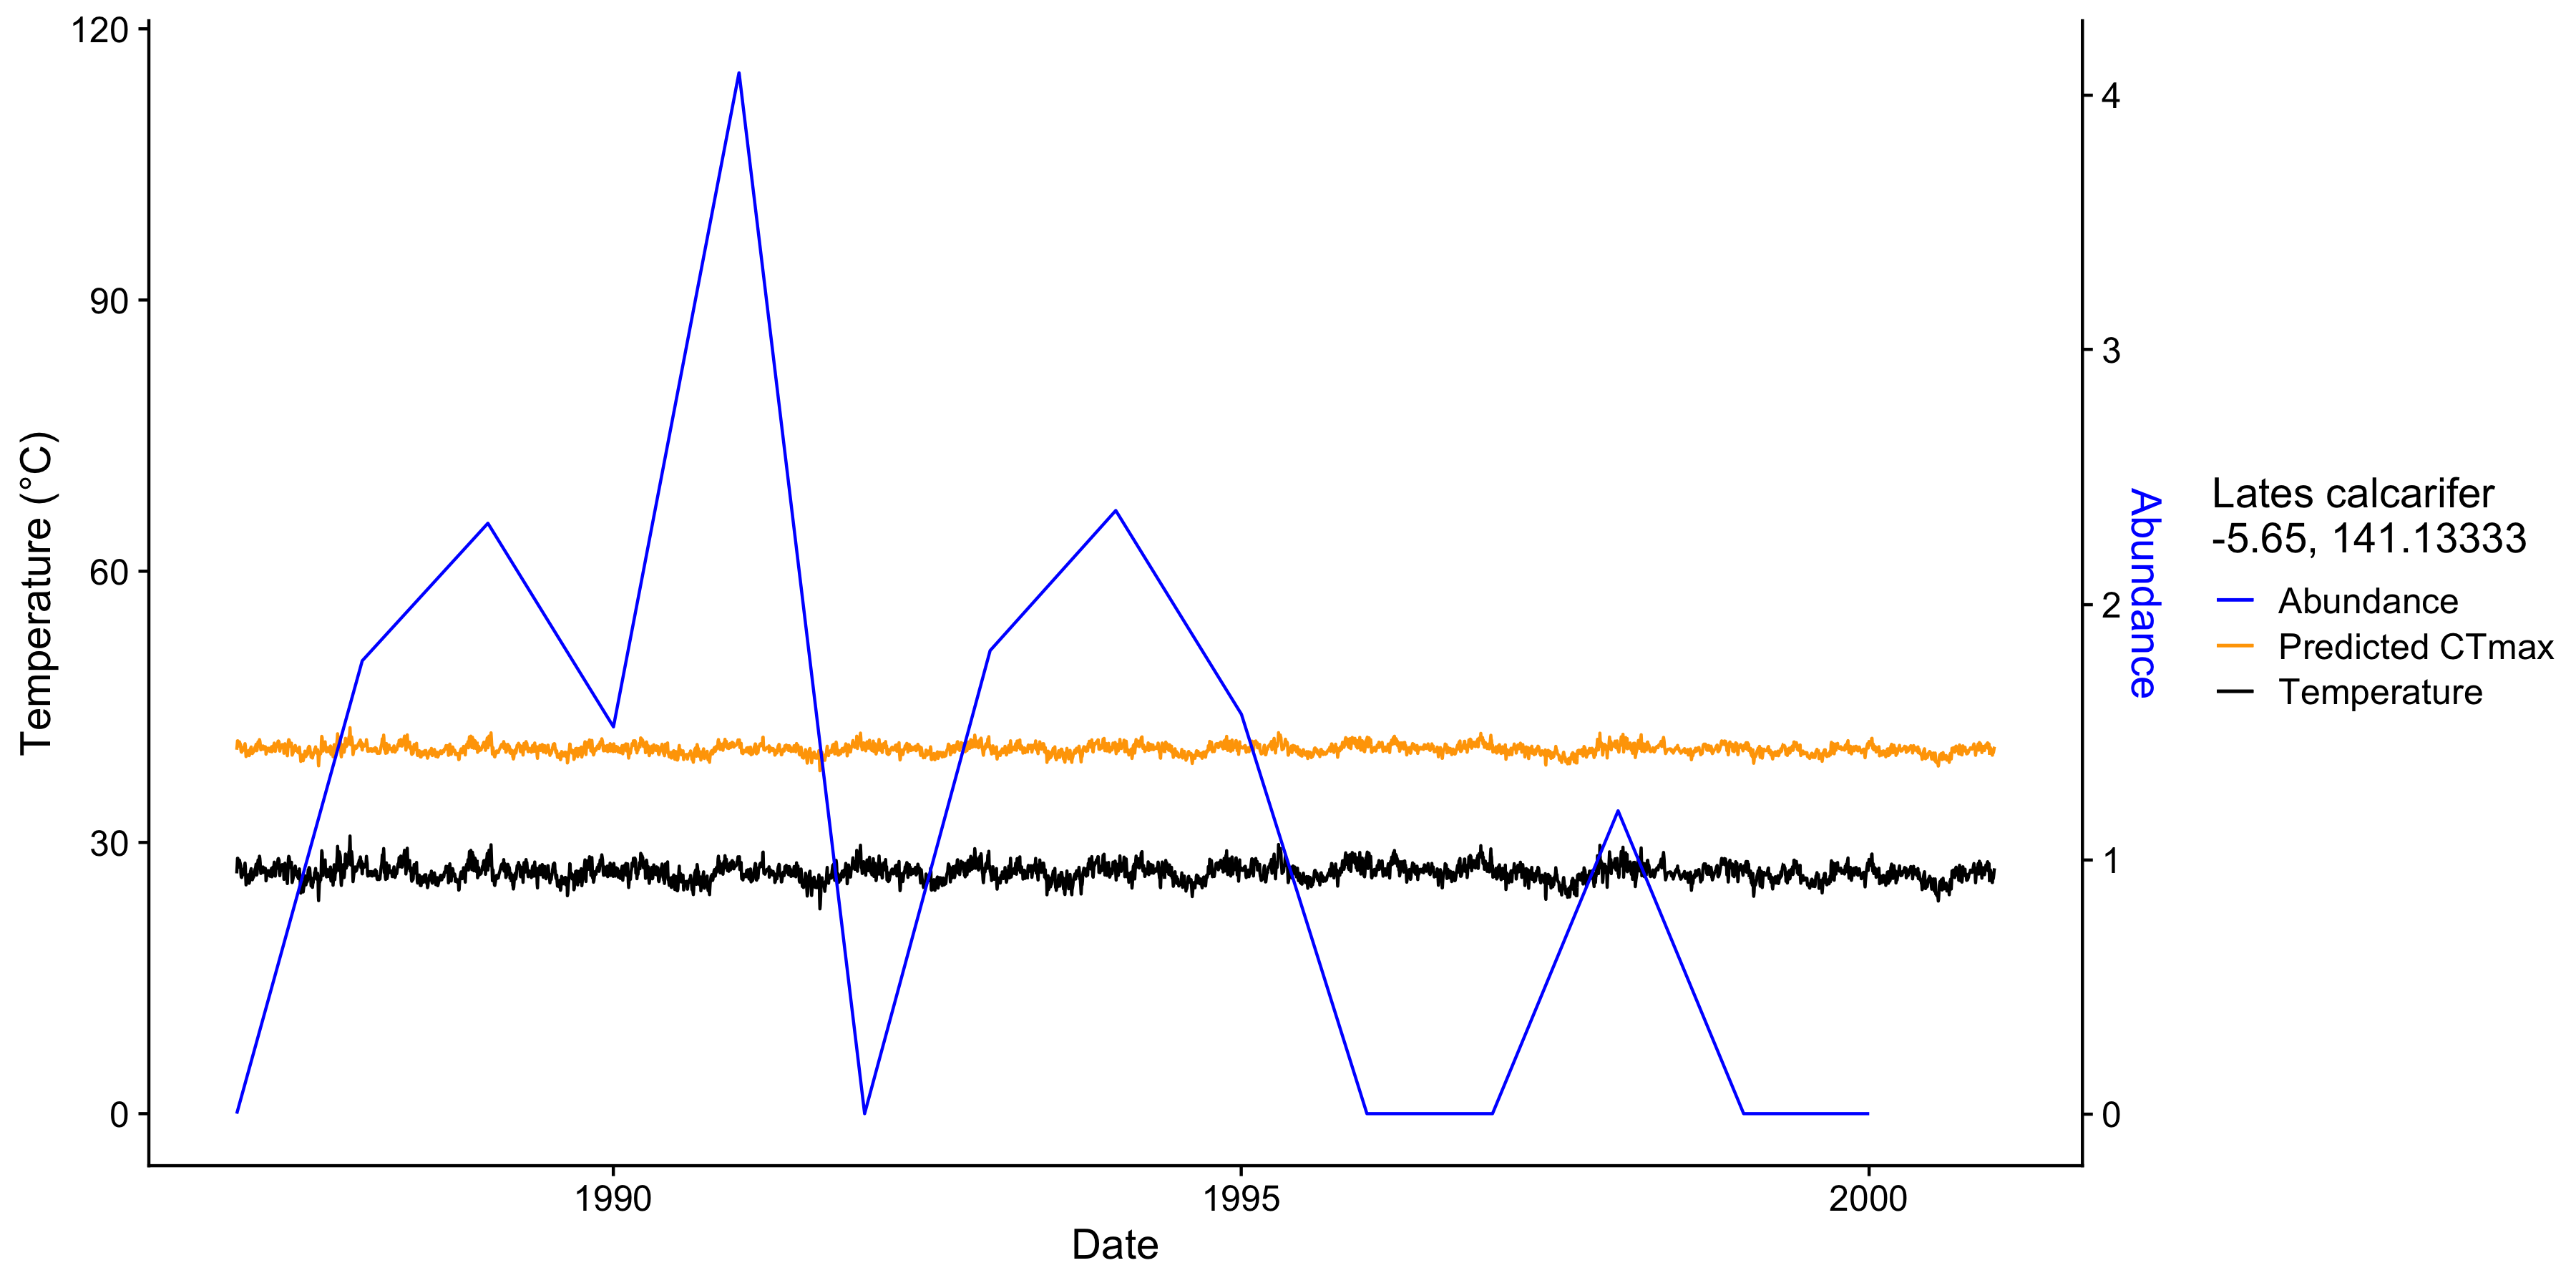 120
90
60
30
0
Temperature (°C)
1990
1995
2000
Date
4
3
2
1
0
Abundance
Lates calcarifer
-5.65, 141.13333
Abundance
Predicted CTmax
Temperature